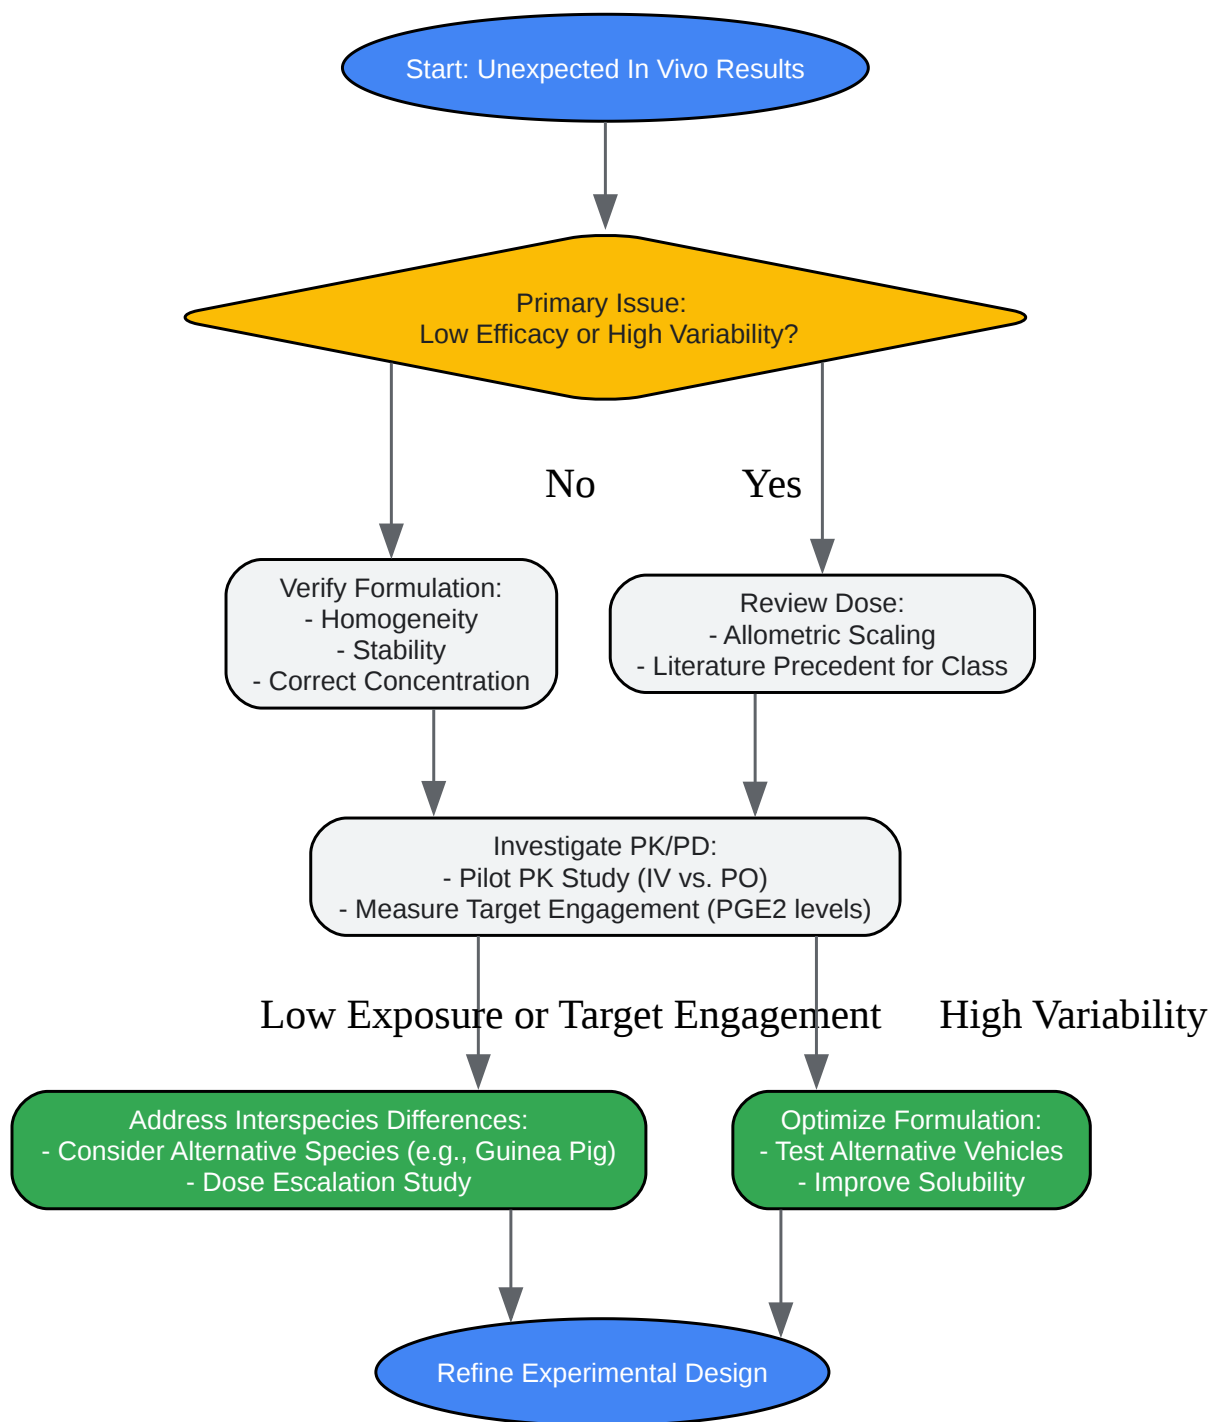 Start: Unexpected In Vivo Results
Primary Issue:
Low Efficacy or High Variability?
No
Yes
Verify Formulation:
- Homogeneity
- Stability
- Correct Concentration
Review Dose:
- Allometric Scaling
- Literature Precedent for Class
Investigate PK/PD:
- Pilot PK Study (IV vs. PO)
- Measure Target Engagement (PGE2 levels)
Low Exposure or Target Engagement
High Variability
Address Interspecies Differences:
- Consider Alternative Species (e.g., Guinea Pig)
- Dose Escalation Study
Optimize Formulation:
- Test Alternative Vehicles
- Improve Solubility
Refine Experimental Design